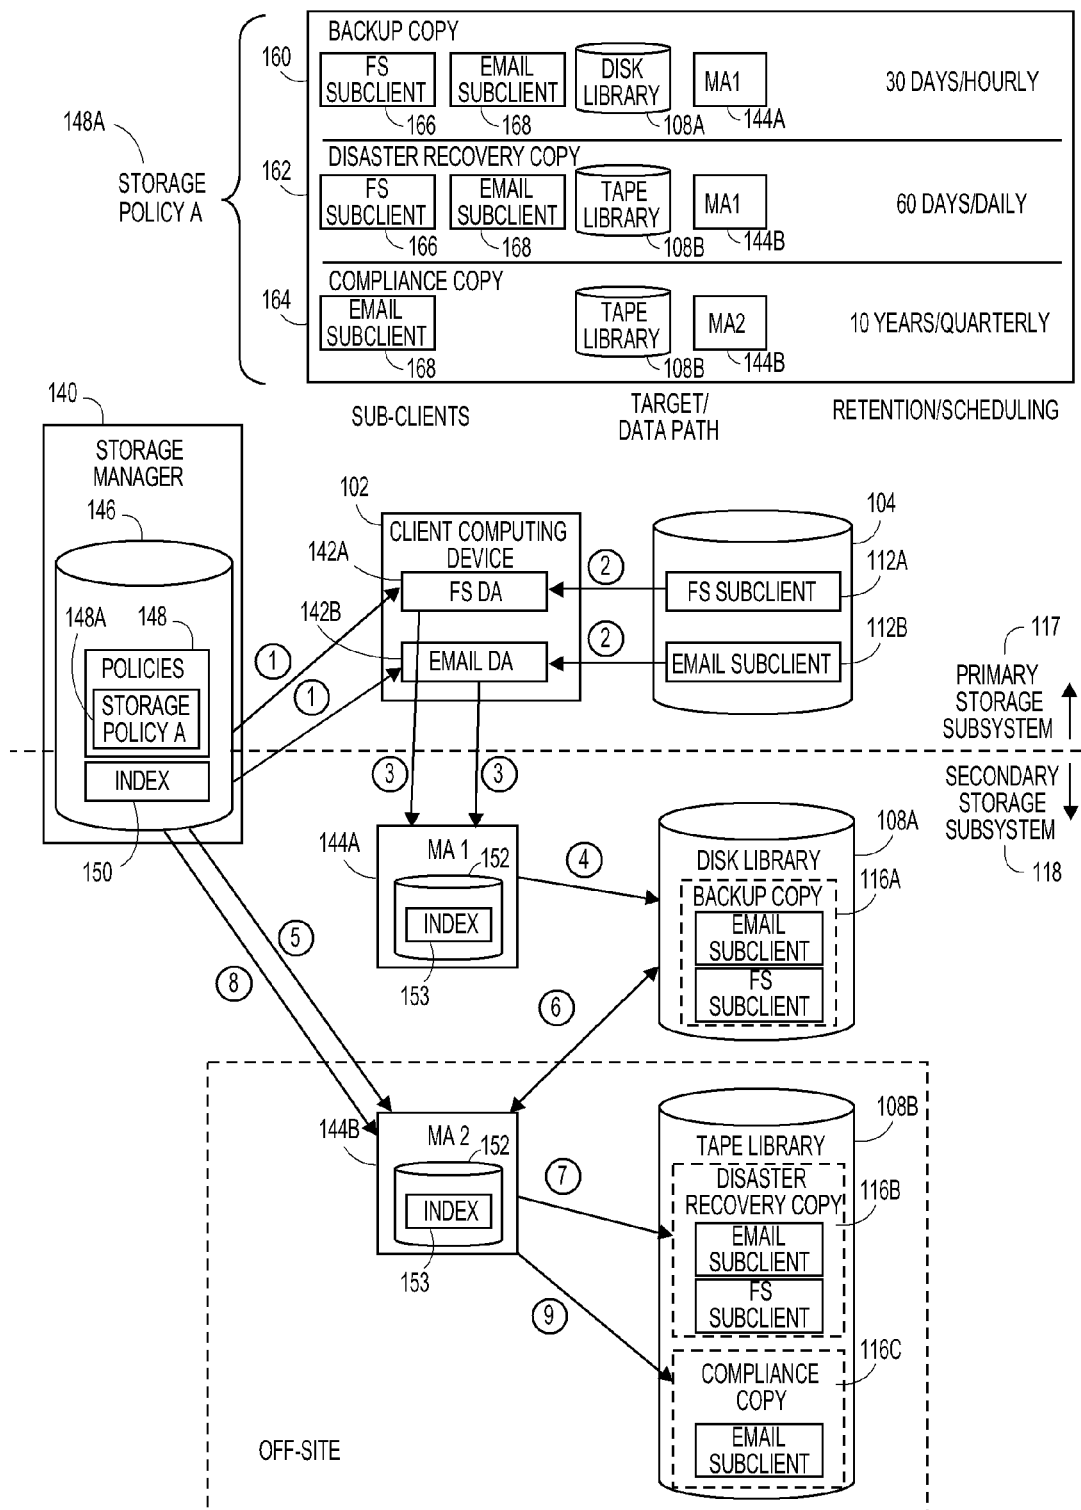 BACKUP COPY
160
FS
SUBCLIENT
166
EMAIL
SUBCLIENT
168
DISK
LIBRARY
108A
MA1
144A
30 DAYS/HOURLY
148A
STORAGE
POLICY A
DISASTER RECOVERY COPY
162
FS
SUBCLIENT
166
EMAIL
SUBCLIENT
168
TAPE
LIBRARY
108B
MA1
144B
60 DAYS/DAILY
COMPLIANCE COPY
164
EMAIL
SUBCLIENT
168
TAPE
LIBRARY
108B
MA2
144B
10 YEARS/QUARTERLY
SUB-CLIENTS
TARGET/
DATA PATH
RETENTION/SCHEDULING
140
STORAGE
MANAGER
146
148A
148
POLICIES
STORAGE
POLICY A
INDEX
150
1
1
102
CLIENT COMPUTING
DEVICE
142A
FS DA
142B
EMAIL DA
2
2
104
FS SUBCLIENT
112A
EMAIL SUBCLIENT
112B
117
PRIMARY
STORAGE
SUBSYSTEM
SECONDARY
STORAGE
SUBSYSTEM
118
3
3
144A
MA 1
152
INDEX
153
4
108A
DISK LIBRARY
116A
BACKUP COPY
EMAIL
SUBCLIENT
FS
SUBCLIENT
5
8
6
144B
MA 2
152
INDEX
153
7
9
108B
TAPE LIBRARY
DISASTER
RECOVERY COPY
116B
EMAIL
SUBCLIENT
FS
SUBCLIENT
116C
COMPLIANCE
COPY
EMAIL
SUBCLIENT
OFF-SITE